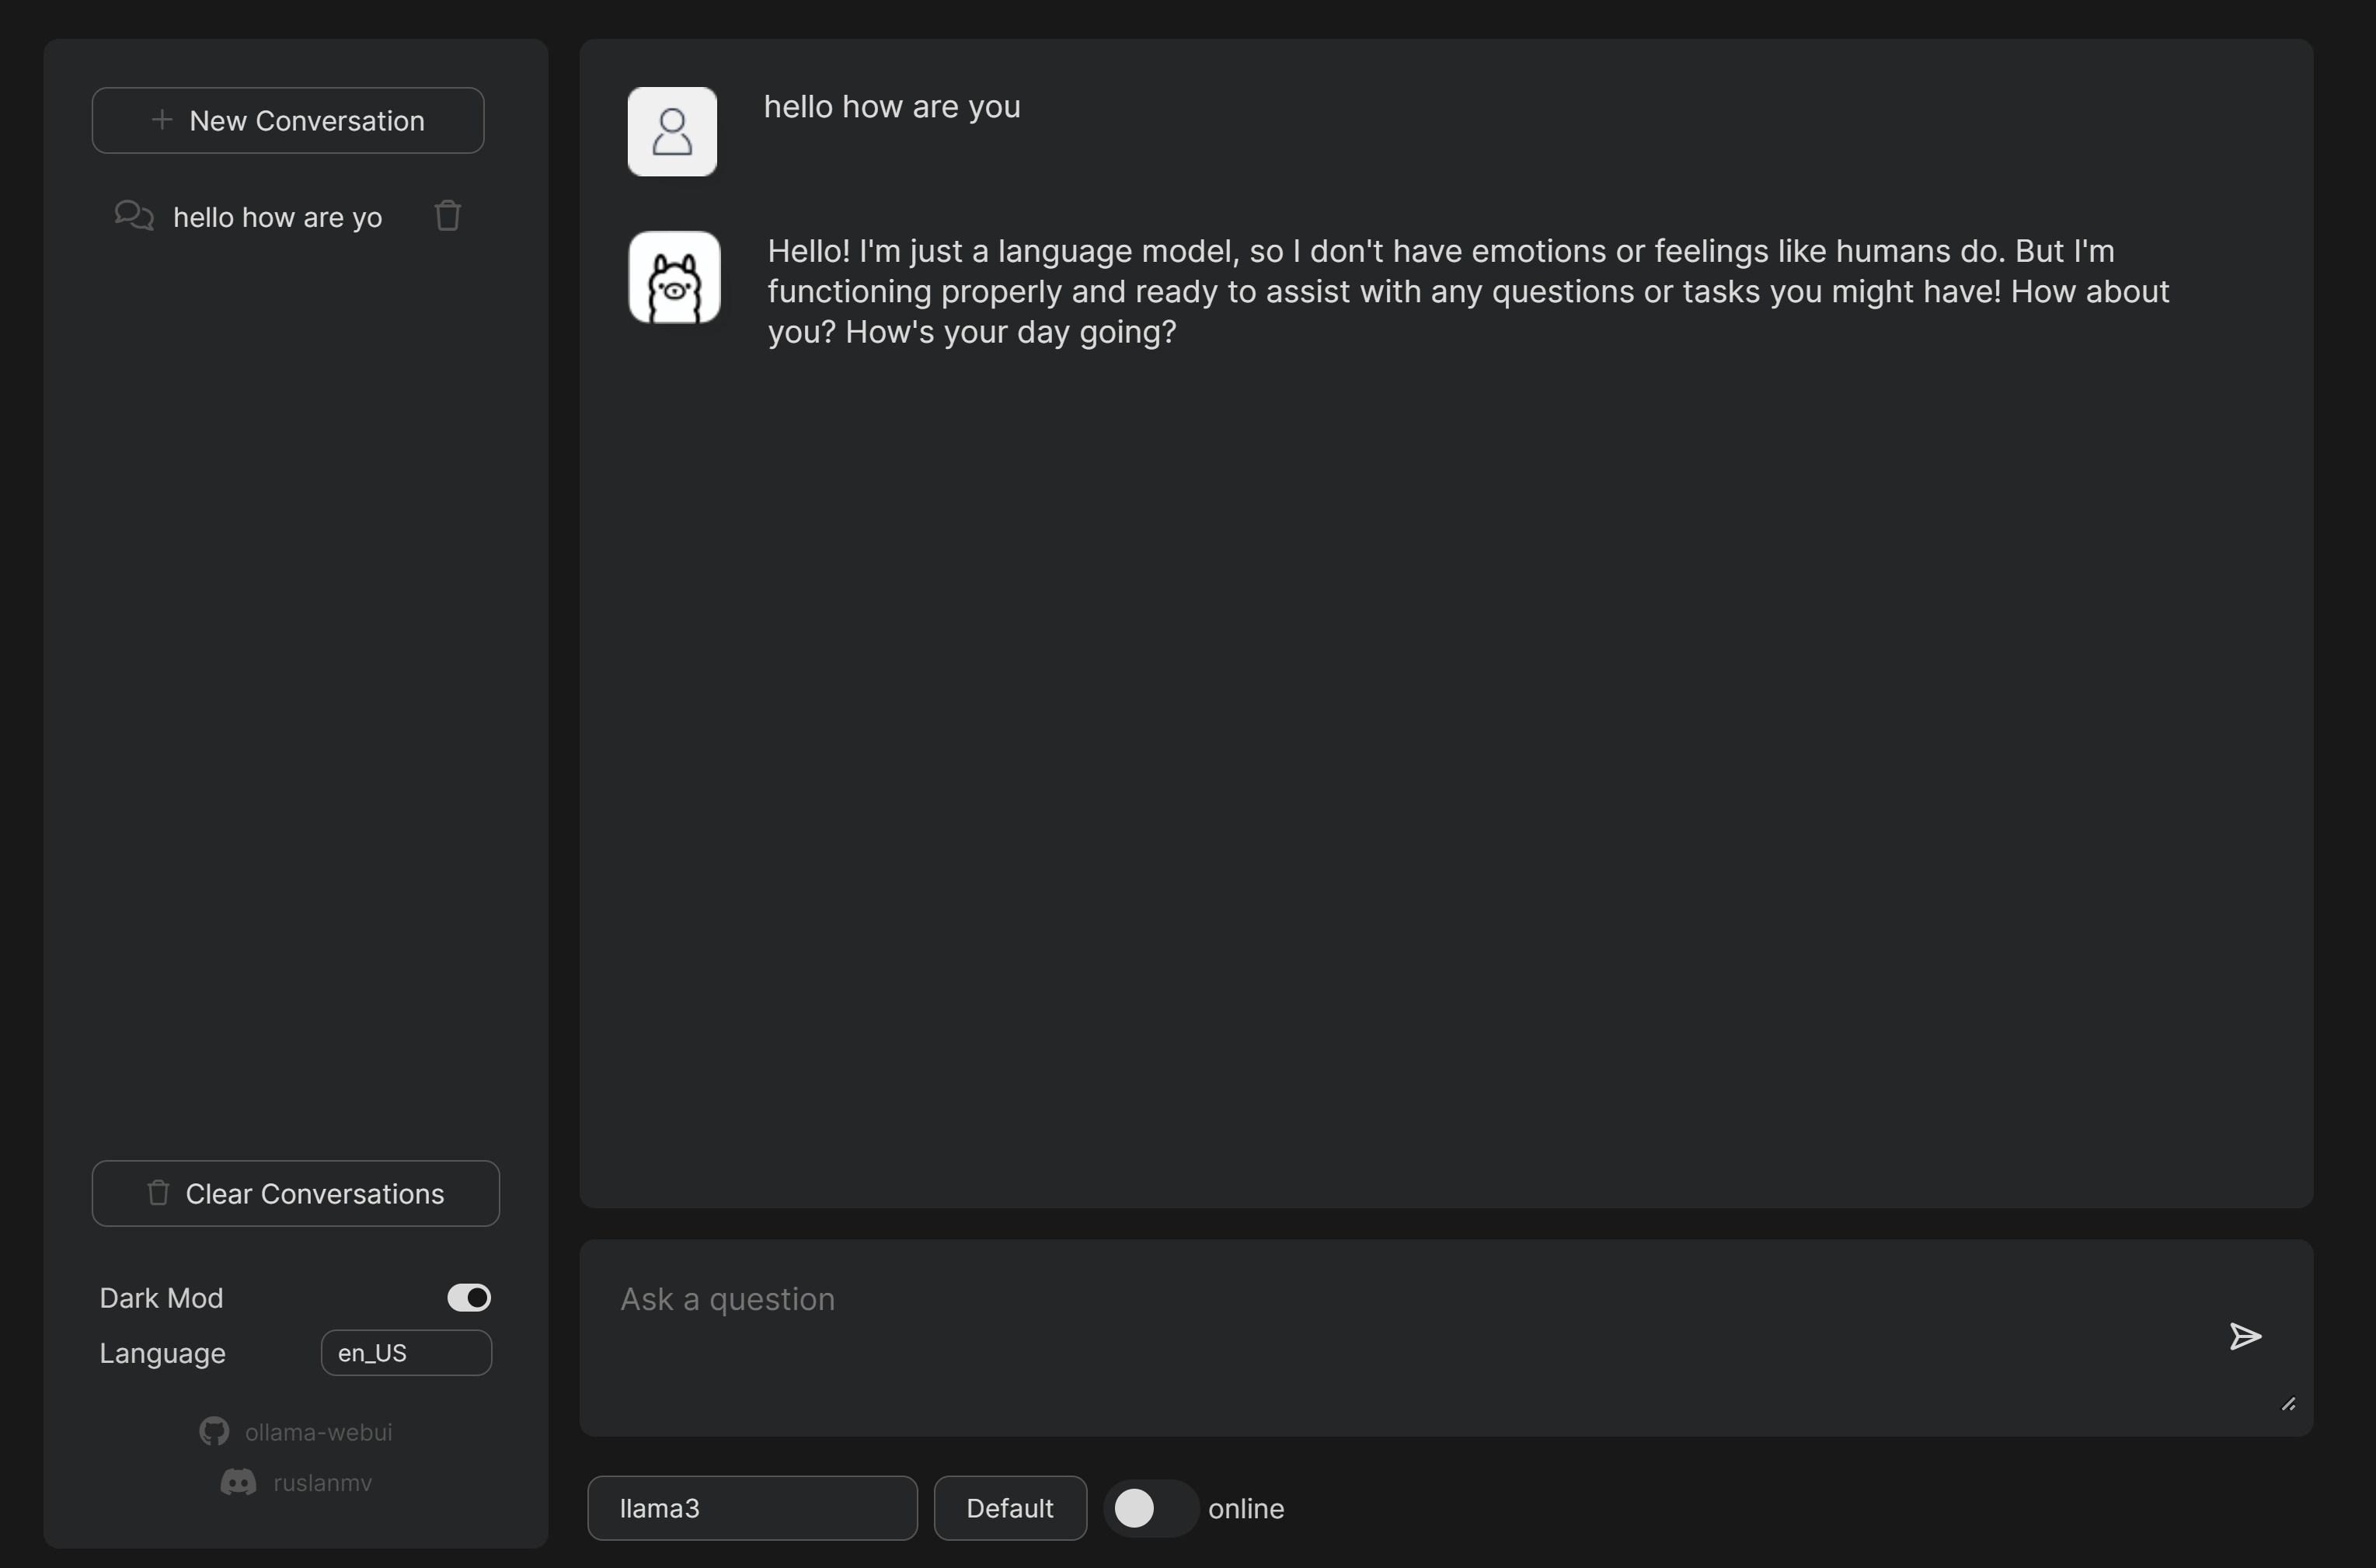 New Conversation
hello how are yo
Clear Conversations
Dark Mod
Language
en_US
ollama-webui
ruslanmv
hello how are you
Hello! I'm just a language model, so I don't have emotions or feelings like humans do. But I'm
functioning properly and ready to assist with any questions or tasks you might have! How about
you? How's your day going?
Ask a question
llama3
Default
online